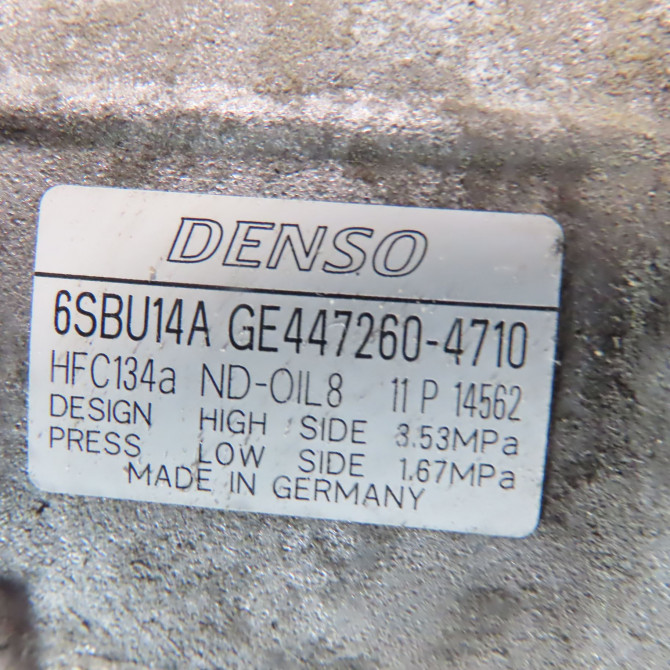 DENSO
6SBU14A GE447260-4710
HFC134a ND-OIL8 11 P 14562
DESIGN HIGH SIDE 3.53MPa
PRESS LOW SIDE 1.67MPa
MADE IN GERMANY